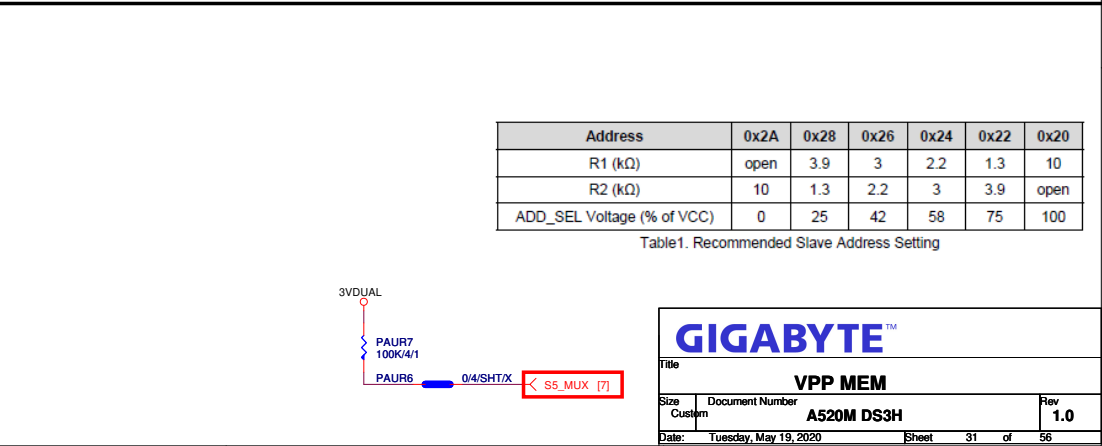 Address 0x2A 0x28 0x26 0x24 0x22 0x20
R1 (kΩ) open 3.9 3 2.2 1.3 10
R2 (kΩ) 10 1.3 2.2 3 3.9 open
ADD_SEL Voltage (% of VCC) 0 25 42 58 75 100
Table1. Recommended Slave Address Setting
3VDUAL
PAUR7
100K/4/1
PAUR6 0/4/SHT/X S5_MUX [7]
GIGABYTE™
Title
VPP MEM
Size Document Number Rev
Custom A520M DS3H 1.0
Date: Tuesday, May 19, 2020 Sheet 31 of 56